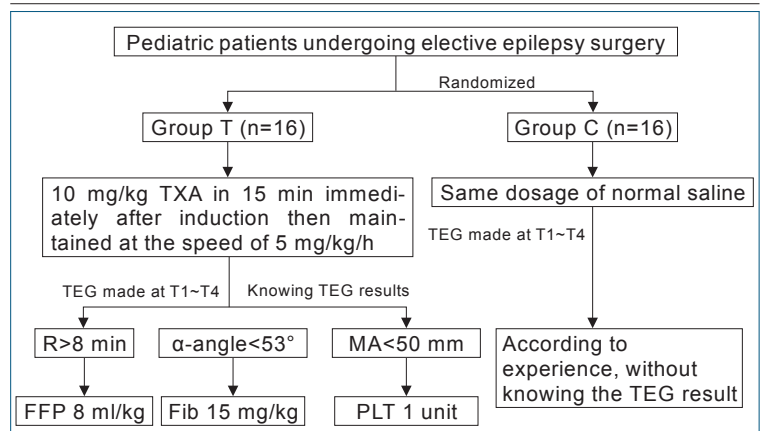 Pediatric patients undergoing elective epilepsy surgery
Randomized
Group T (n=16)
Group C (n=16)
10 mg/kg TXA in 15 min immedi-
ately after induction then main-
tained at the speed of 5 mg/kg/h
Same dosage of normal saline
TEG made at T1~T4
TEG made at T1~T4
Knowing TEG results
R>8 min
α-angle<53°
MA<50 mm
According to
experience, without
knowing the TEG result
FFP 8 ml/kg
Fib 15 mg/kg
PLT 1 unit